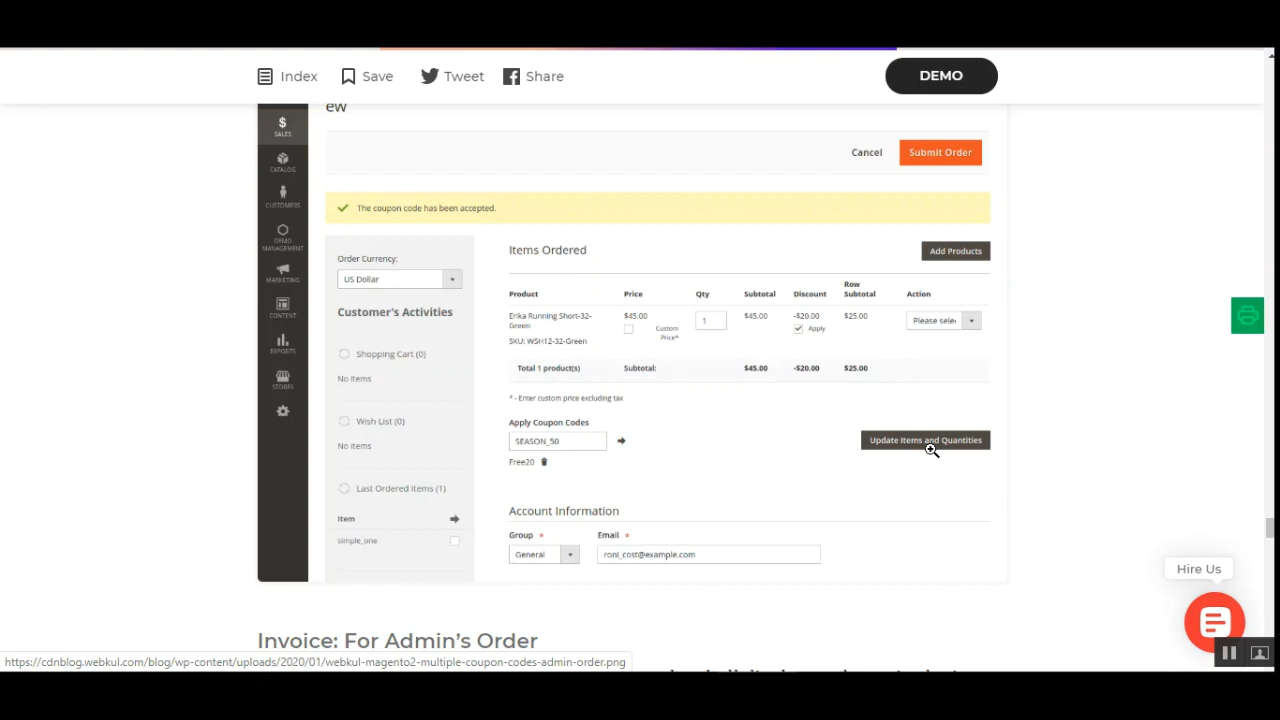 Index Save Tweet Share DEMO
ew
$
SALES
CATALOG
CUSTOMERS
DEMO
MANAGEMENT
MARKETING
CONTENT
REPORTS
STORES
Cancel Submit Order
The coupon code has been accepted.
Order Currency:
US Dollar
Customer's Activities
Shopping Cart (0)
No items
Wish List (0)
No items
Last Ordered Items (1)
Item
simple_one
Items Ordered Add Products
Product Price Qty Subtotal Discount Row Subtotal Action
Erika Running Short-32- $45.00 1 $45.00 -$20.00 $25.00 Please selec
Green Custom Apply
Price*
SKU: WSH12-32-Green
Total 1 product(s) Subtotal: $45.00 -$20.00 $25.00
* - Enter custom price excluding tax
Apply Coupon Codes
SEASON_50 Update Items and Quantities
Free20
Account Information
Group * Email *
General roni_cost@example.com
Hire Us
Invoice: For Admin's Order
https://cdnblog.webkul.com/blog/wp-content/uploads/2020/01/webkul-magento2-multiple-coupon-codes-admin-order.png